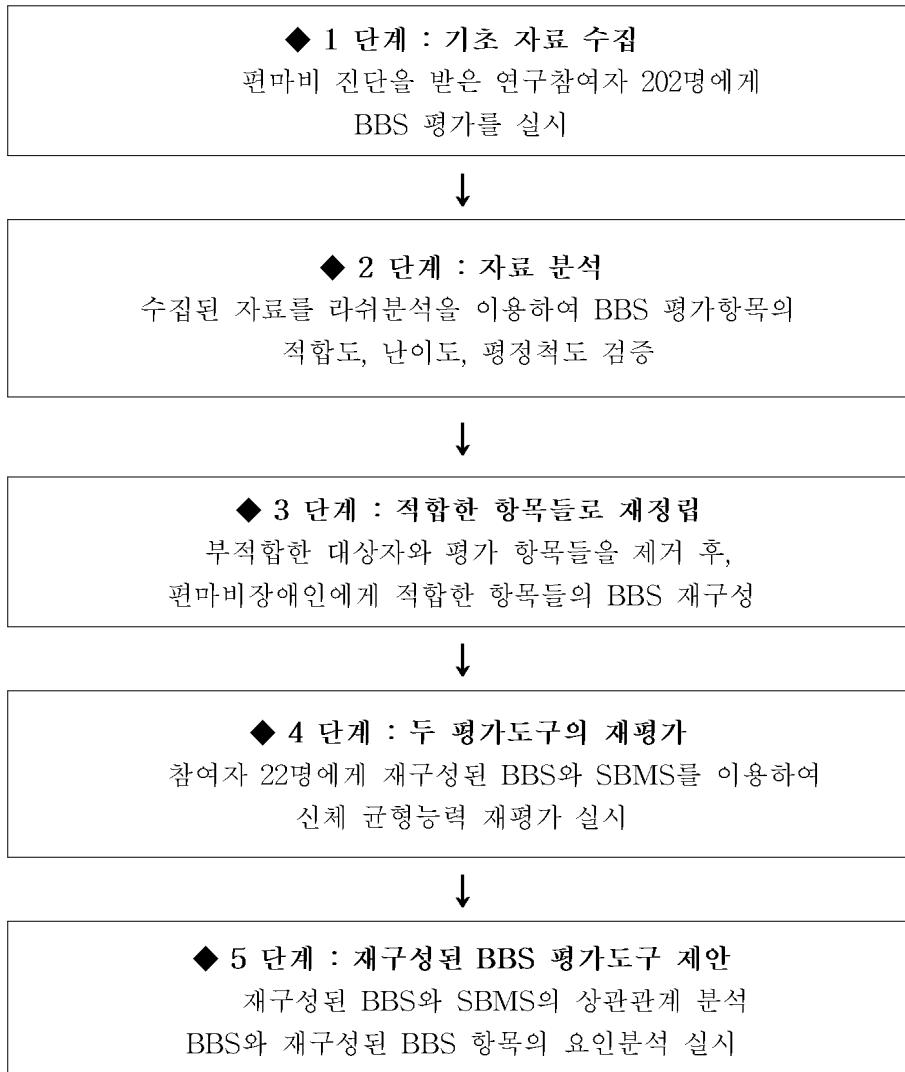 ◆ 1 단계 : 기초 자료 수집
편마비 진단을 받은 연구참여자 202명에게
BBS 평가를 실시
↓
◆ 2 단계 : 자료 분석
수집된 자료를 라쉬분석을 이용하여 BBS 평가항목의
적합도, 난이도, 평정척도 검증
↓
◆ 3 단계 : 적합한 항목들로 재정립
부적합한 대상자와 평가 항목들을 제거 후,
편마비장애인에게 적합한 항목들의 BBS 재구성
↓
◆ 4 단계 : 두 평가도구의 재평가
참여자 22명에게 재구성된 BBS와 SBMS를 이용하여
신체 균형능력 재평가 실시
↓
◆ 5 단계 : 재구성된 BBS 평가도구 제안
재구성된 BBS와 SBMS의 상관관계 분석
BBS와 재구성된 BBS 항목의 요인분석 실시